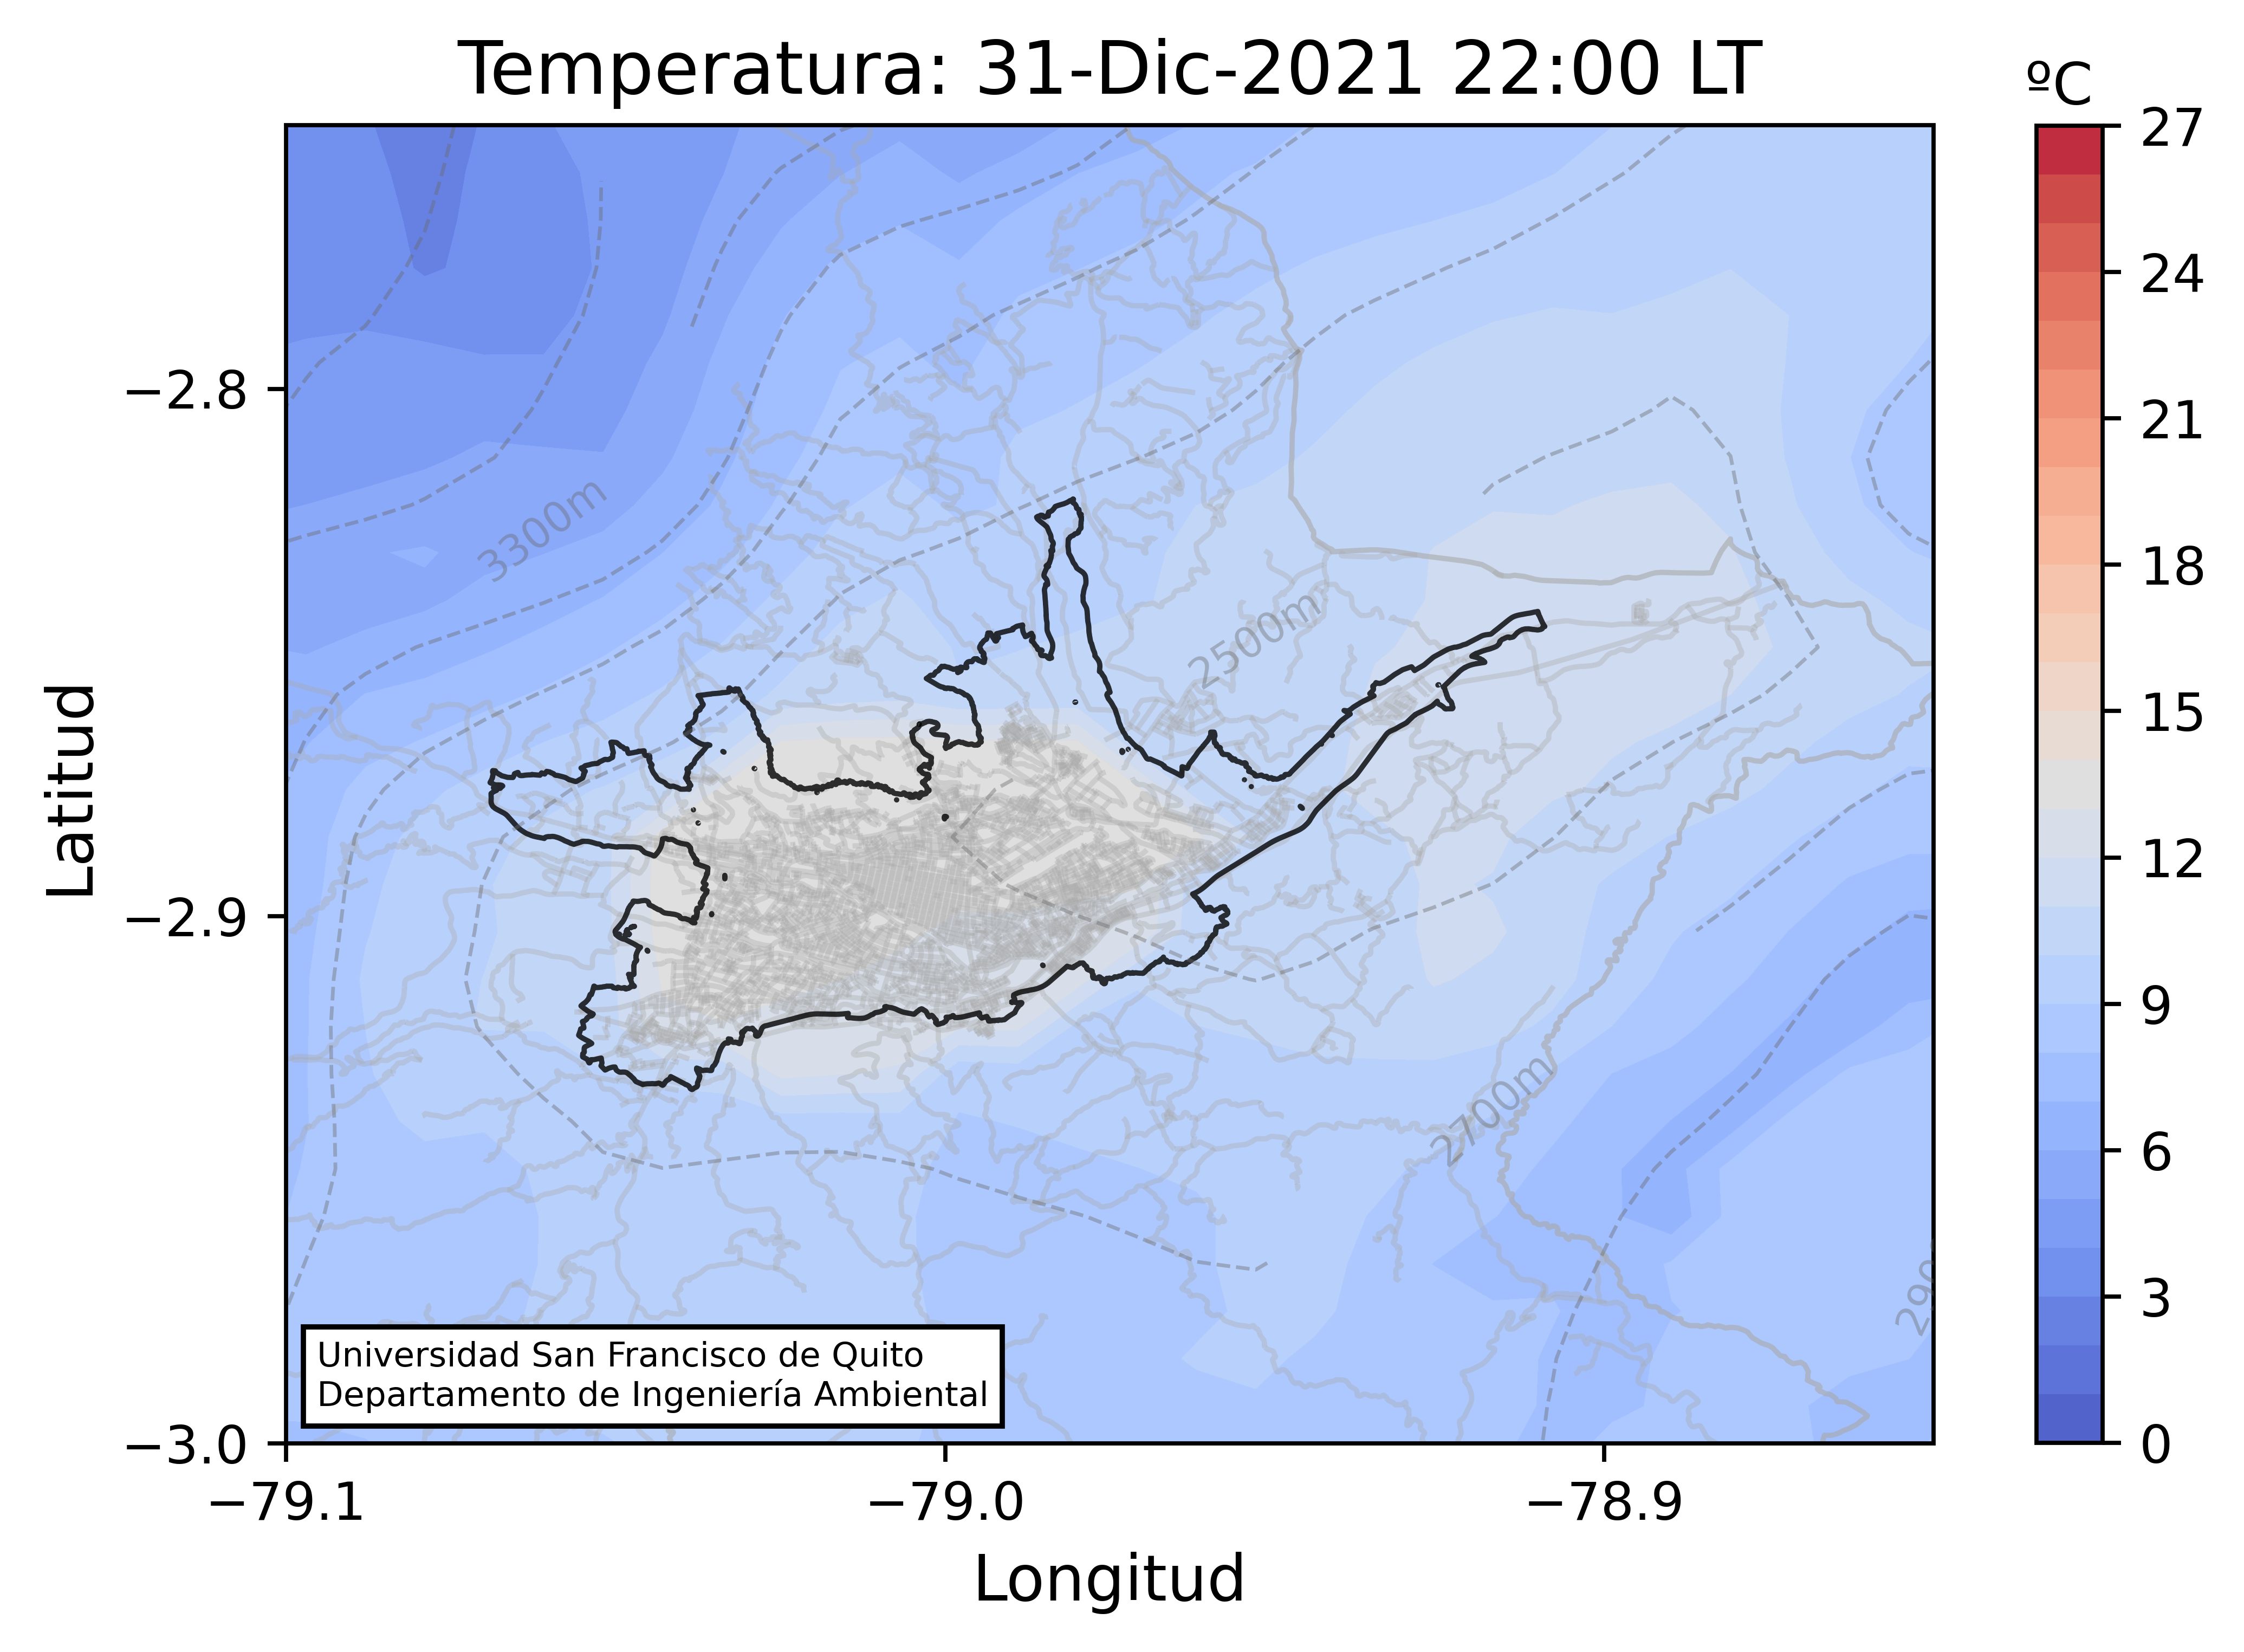 Temperatura: 31-Dic-2021 22:00 LT
ºC
27
24
21
18
15
12
9
6
3
0
Latitud
−2.8
−2.9
−3.0
3300m
2500m
2700m
Universidad San Francisco de Quito
Departamento de Ingeniería Ambiental
−79.1
−79.0
−78.9
Longitud